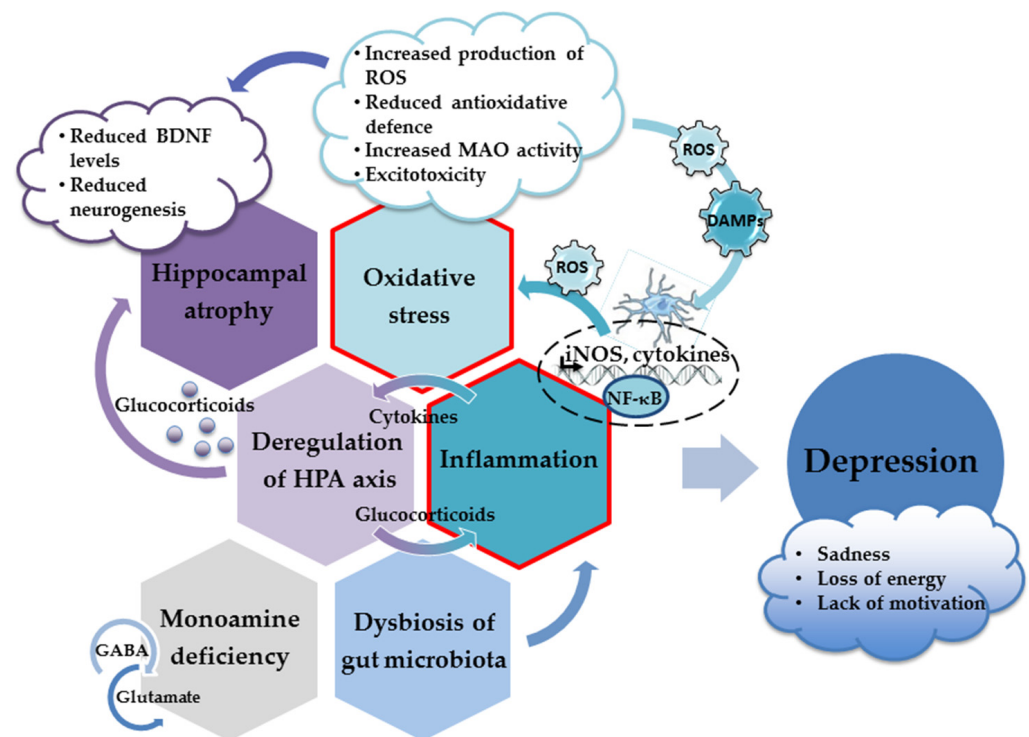 • Increased production of
ROS
• Reduced antioxidative
defence
• Increased MAO activity
• Excitotoxicity
• Reduced BDNF
levels
• Reduced
neurogenesis
ROS
DAMPs
Hippocampal
atrophy
Oxidative
stress
ROS
iNOS, cytokines
NF-κB
Glucocorticoids
Cytokines
Deregulation
of HPA axis
Inflammation
Glucocorticoids
Depression
• Sadness
• Loss of energy
• Lack of motivation
Monoamine
deficiency
GABA
Glutamate
Dysbiosis of
gut microbiota